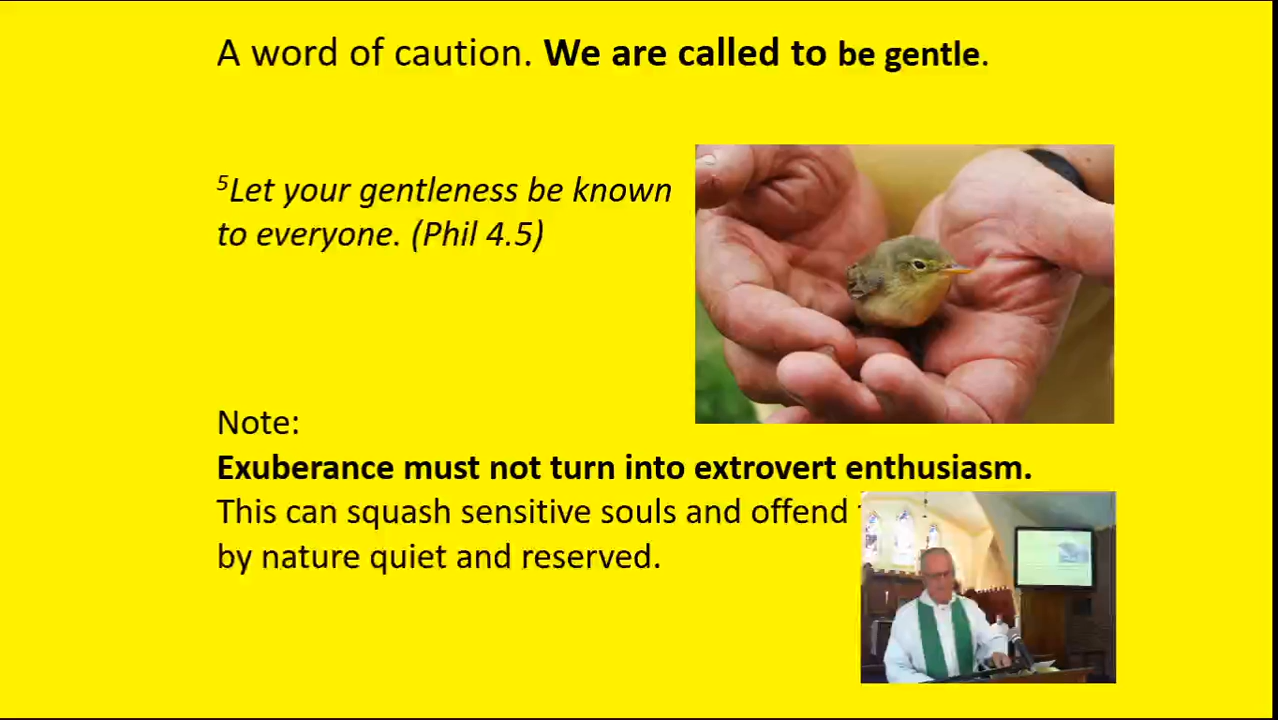 A word of caution. We are called to be gentle.
⁵Let your gentleness be known
to everyone. (Phil 4.5)
Note:
Exuberance must not turn into extrovert enthusiasm.
This can squash sensitive souls and offend
by nature quiet and reserved.